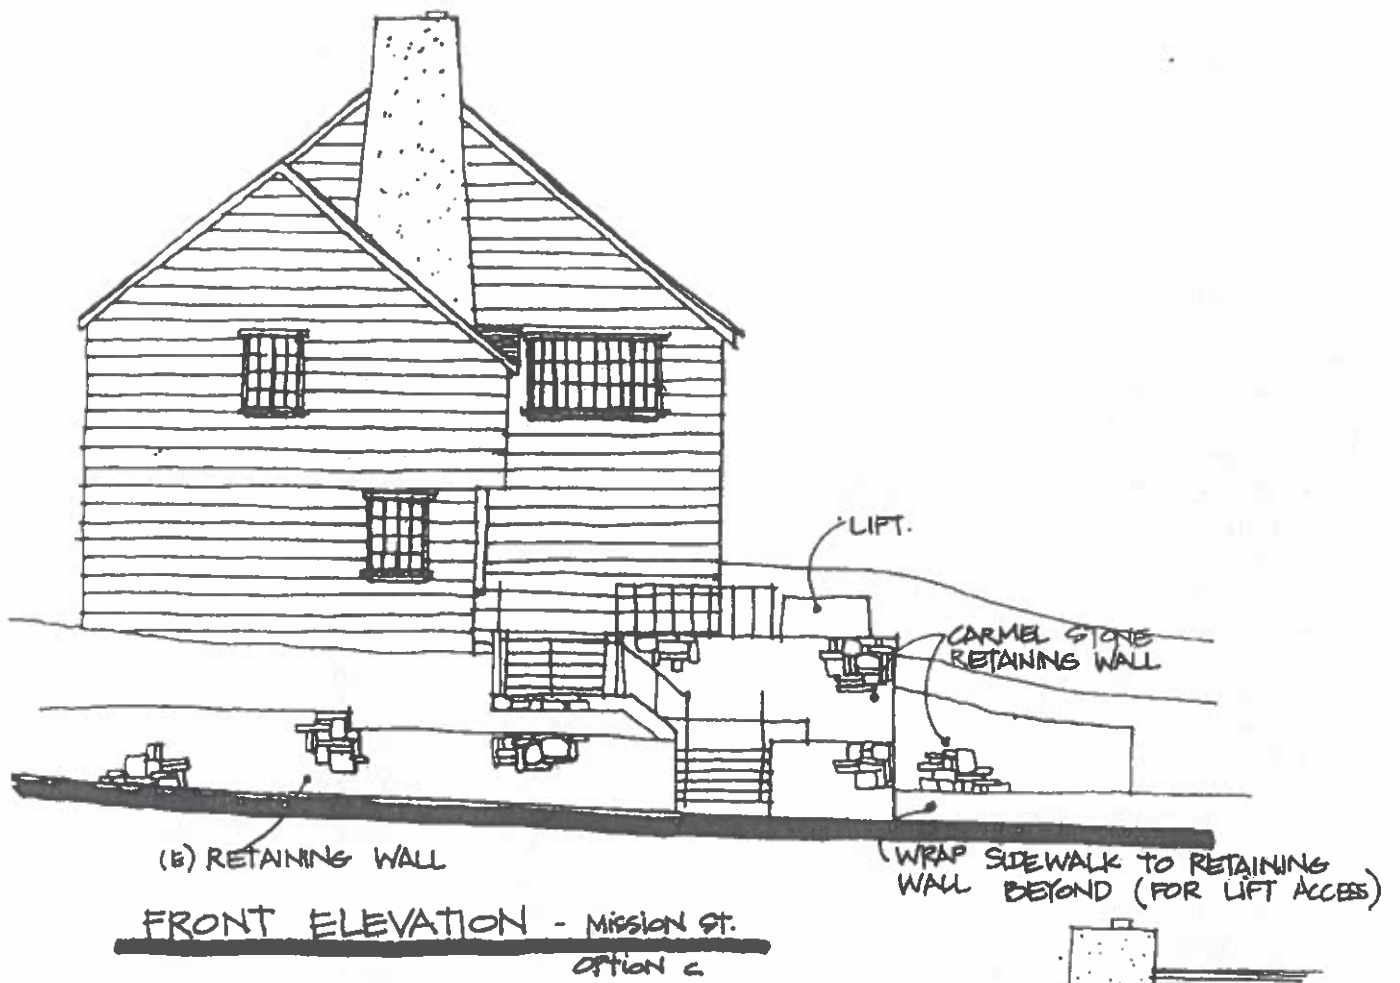 LIFT.
CARMEL STONE
RETAINING WALL
(E) RETAINING WALL
WRAP SIDEWALK TO RETAINING
WALL BEYOND (FOR LIFT ACCESS)
FRONT ELEVATION - MISSION ST.
OPTION C